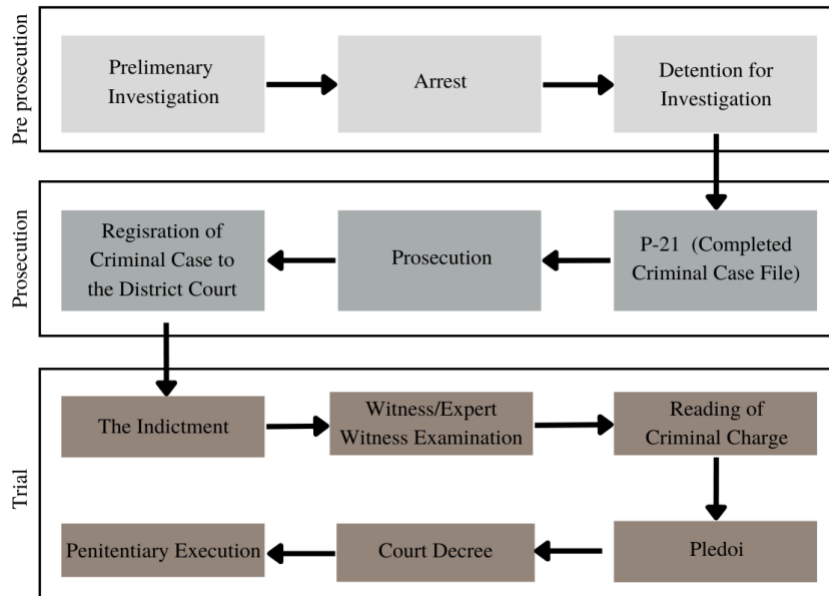 Pre prosecution
Prelimenary
Investigation
Arrest
Detention for
Investigation
Prosecution
Regisration of
Criminal Case to
the District Court
Prosecution
P-21 (Completed
Criminal Case File)
Trial
The Indictment
Witness/Expert
Witness Examination
Reading of
Criminal Charge
Penitentiary Execution
Court Decree
Pledoi